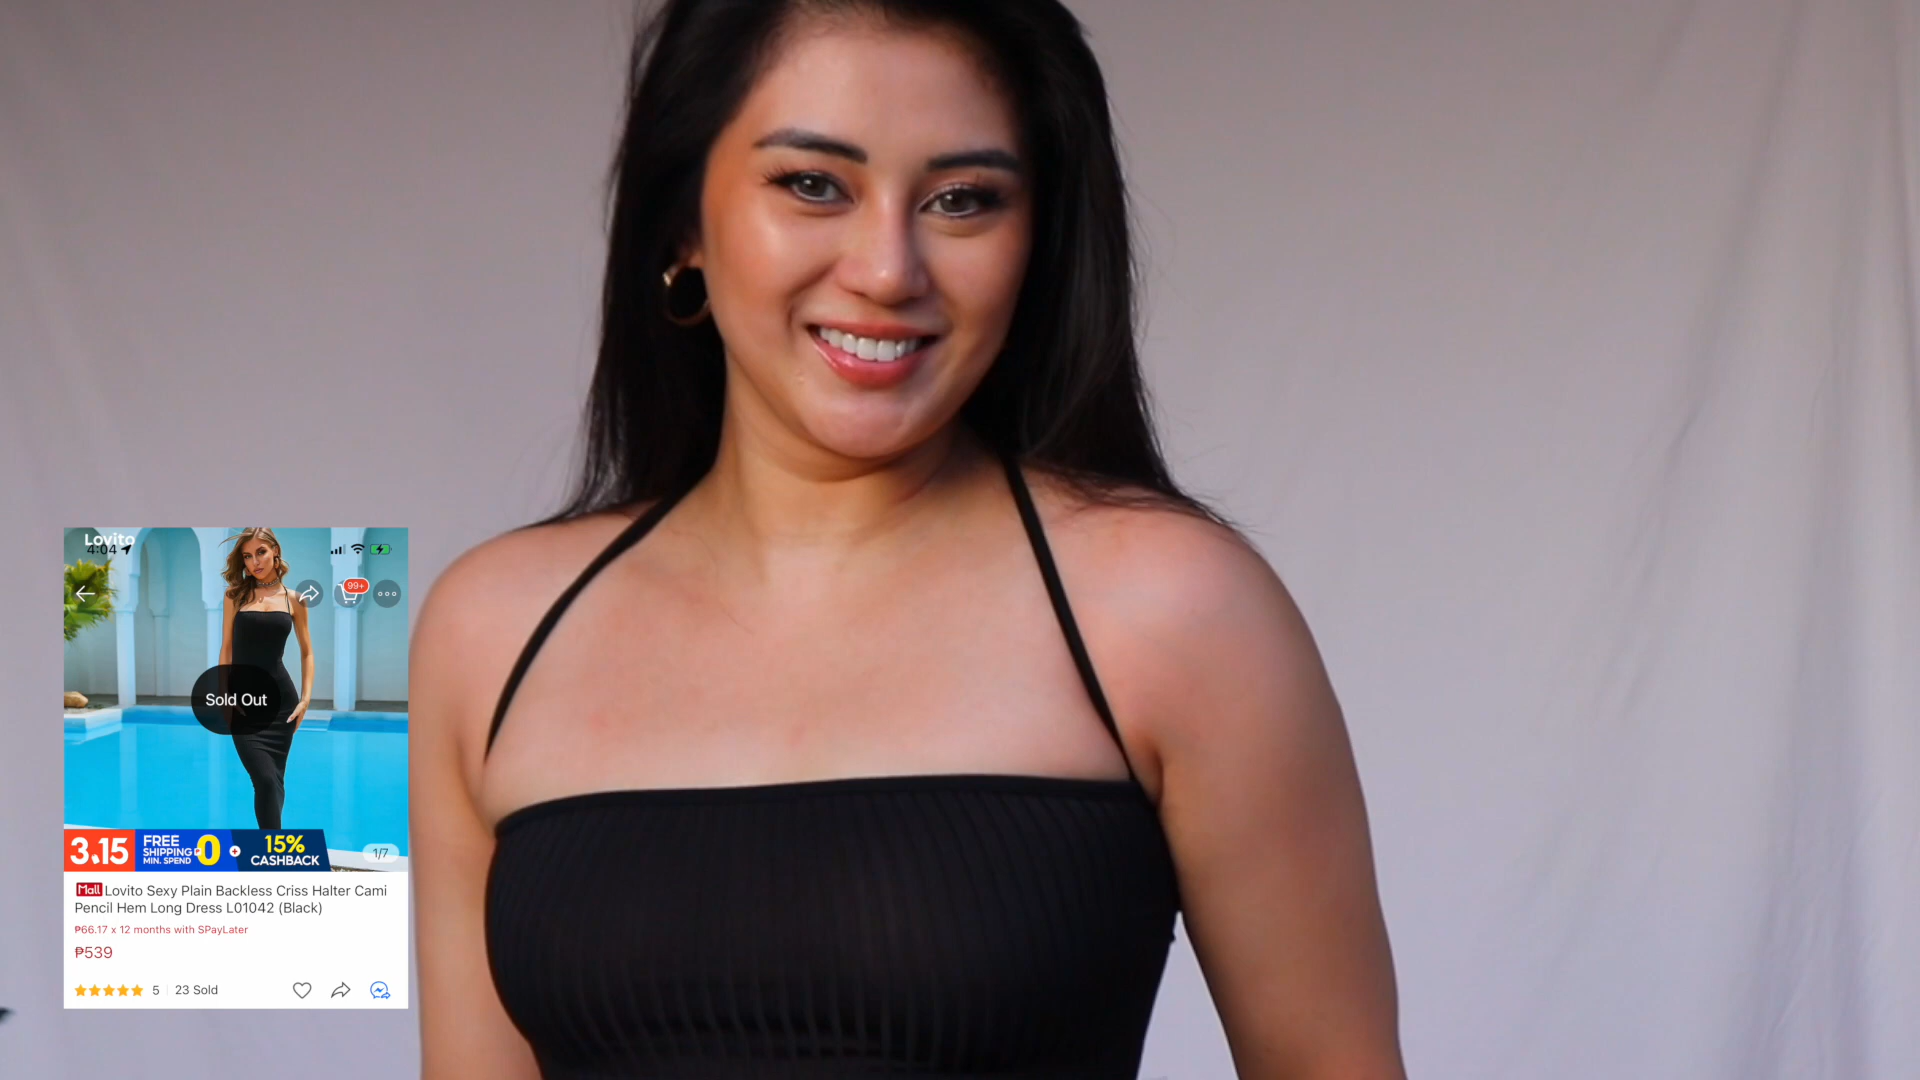 Lovito
4:04
99+
Sold Out
3.15
FREE
SHIPPING
MIN. SPEND
₱0
15%
CASHBACK
1/7
Mall Lovito Sexy Plain Backless Criss Halter Cami
Pencil Hem Long Dress L01042 (Black)
₱66.17 x 12 months with SPayLater
₱539
5
23 Sold